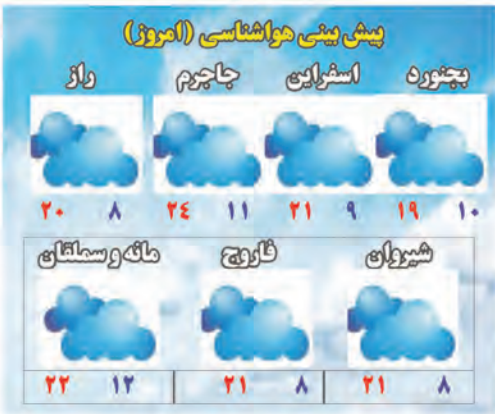 پیش بینی هواشناسی (امروز)
بجنورد اسفراین جاجرم راز
۱۰ ۱۹ ۹ ۲۱ ۱۱ ۲٤ ۸ ۲۰
شیروان فاروج مانه و سملقان
۸ ۲۱ ۸ ۲۱ ۱۲ ۲۲